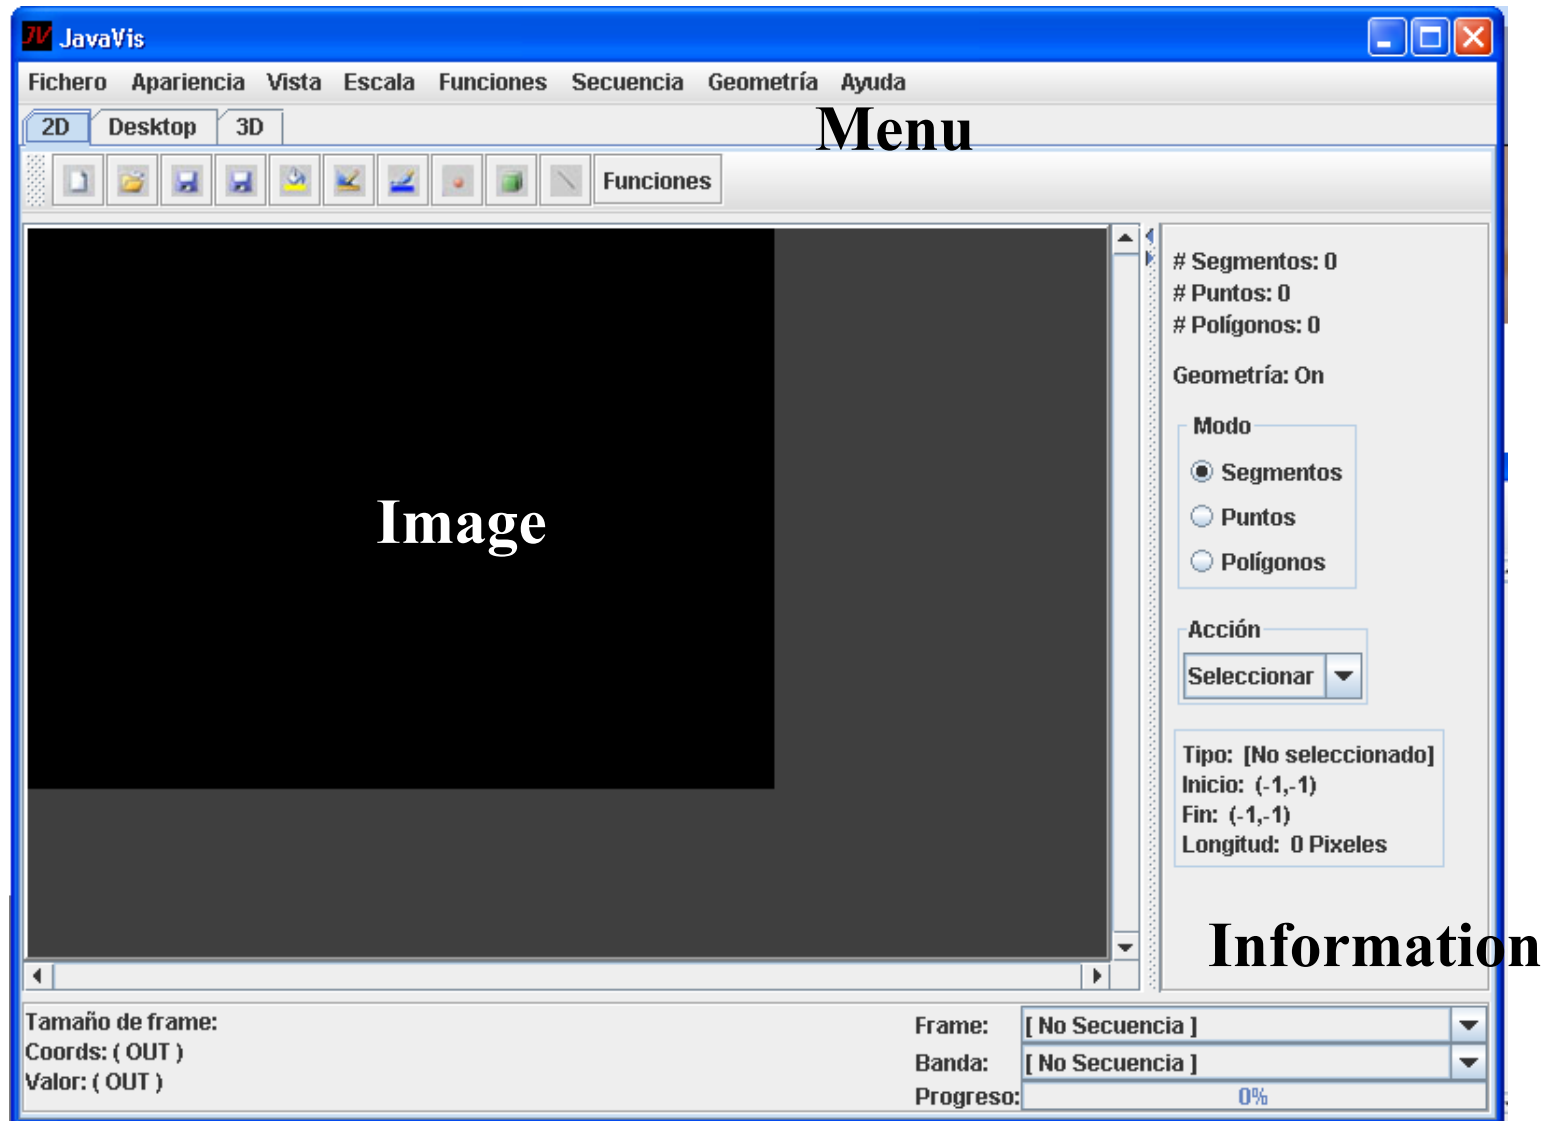 JavaVis
Fichero Apariencia Vista Escala Funciones Secuencia Geometría Ayuda
Menu
2D Desktop 3D
Funciones
# Segmentos: 0
# Puntos: 0
# Polígonos: 0
Geometría: On
Modo
Segmentos
Puntos
Polígonos
Image
Acción
Seleccionar
Tipo: [No seleccionado]
Inicio: (-1,-1)
Fin: (-1,-1)
Longitud: 0 Pixeles
Information
Tamaño de frame:
Coords: ( OUT )
Valor: ( OUT )
Frame: [ No Secuencia ]
Banda: [ No Secuencia ]
Progreso: 0%